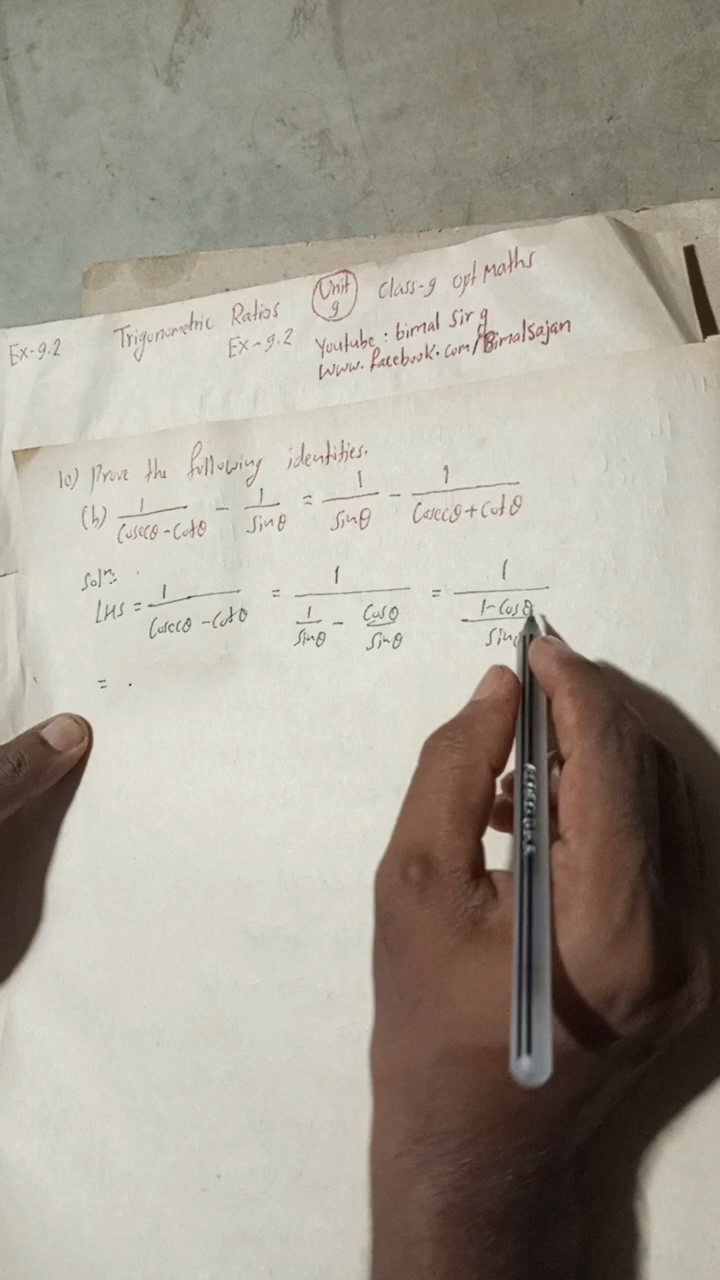 Ex-9.2 Trigonometric Ratios Unit 9 Class-9 opt Maths
Ex-9.2 Youtube: bimal Sir g
www.facebook.com/Bimalsajan
10) Prove the following identities.
(h) 1/(Cosecθ-Cotθ) - 1/Sinθ = 1/Sinθ - 1/(Cosecθ+Cotθ)
Soln:
LHS = 1/(Cosecθ-Cotθ) = 1/(1/Sinθ - Cosθ/Sinθ) = 1/((1-Cosθ)/Sinθ)
= .